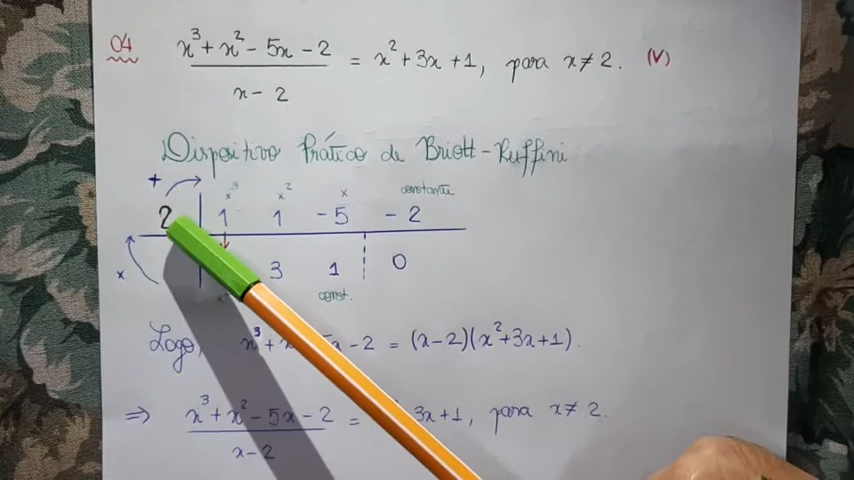 04 x³ + x² - 5x - 2 = x² + 3x + 1, para x ≠ 2. (V)
x - 2
Dispositivo Prático de Briott-Ruffini
+ x³ x² x constante
2 1 1 - 5 - 2
x 3 1 0
const.
Logo, x³ + - 2 = (x-2)(x²+3x+1).
⇒ x³ + x² - 5x - 2 = 3x+1, para x ≠ 2.
x - 2